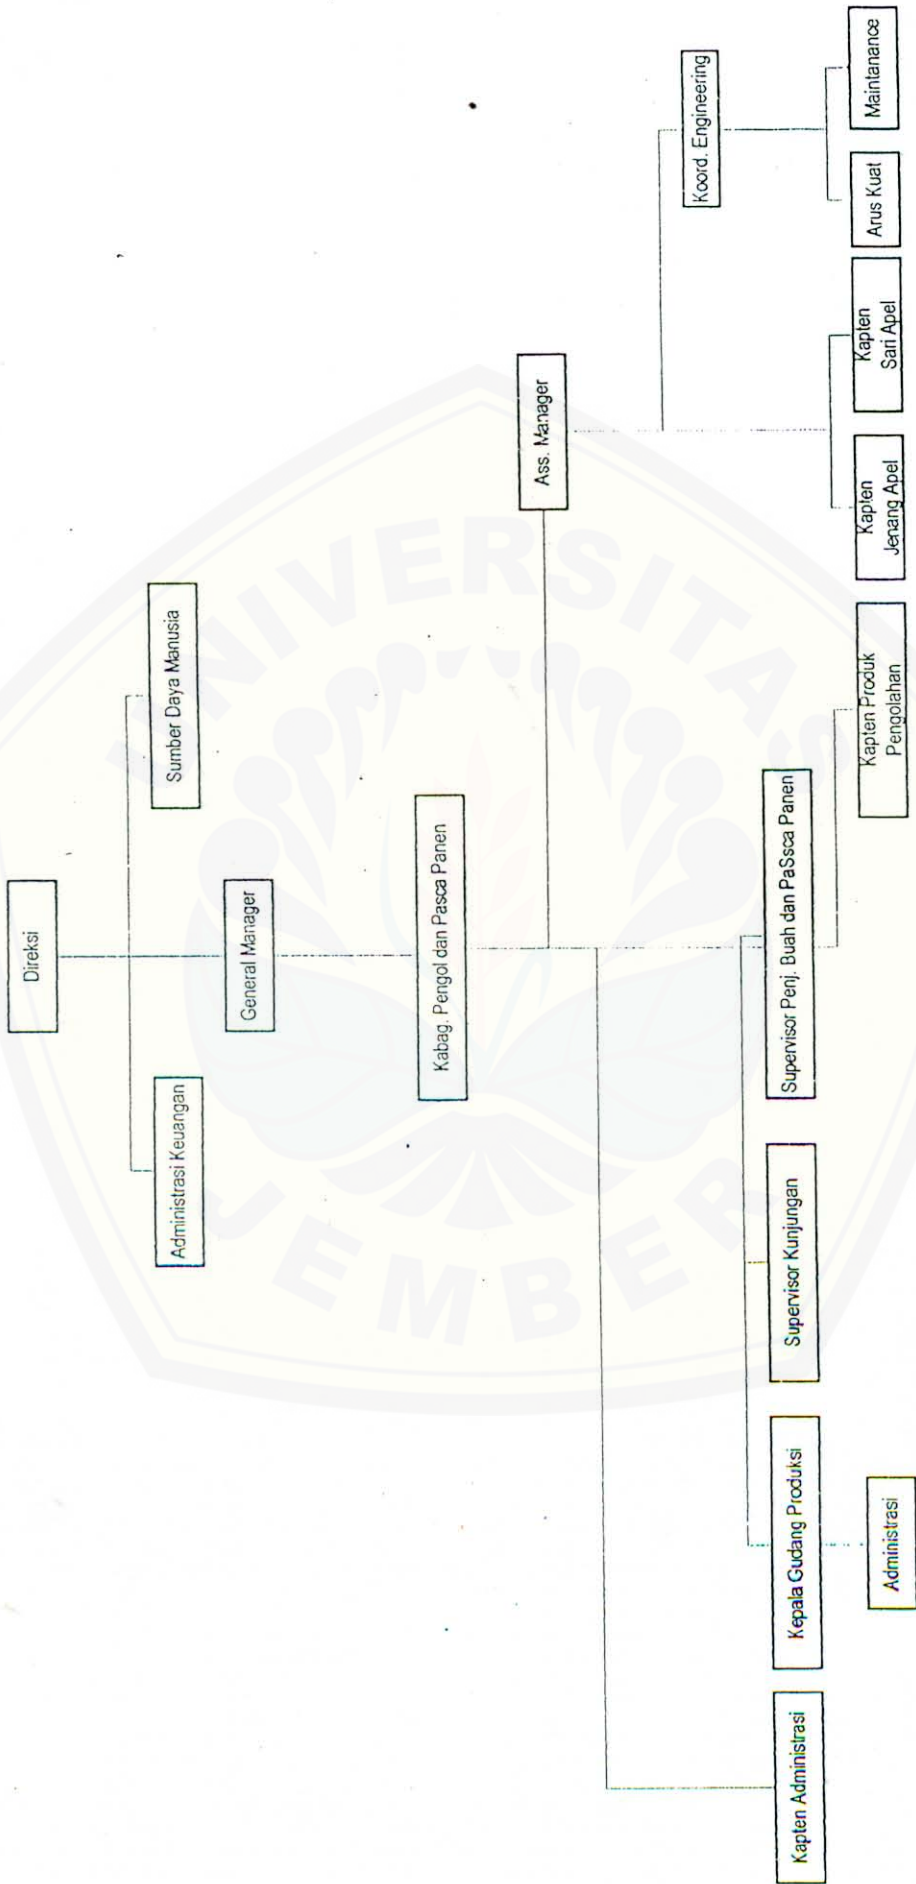 Direksi
Administrasi Keuangan
Sumber Daya Manusia
General Manager
Kabag. Pengol dan Pasca Panen
Ass. Manager
Koord. Engineering
Kapten Administrasi
Kepala Gudang Produksi
Supervisor Kunjungan
Supervisor Penj. Buah dan PaSsca Panen
Administrasi
Kapten Produk
Pengolahan
Kapten
Jenang Apel
Kapten
Sari Apel
Arus Kuat
Maintanance
UNIVERSITAS
JEMBER